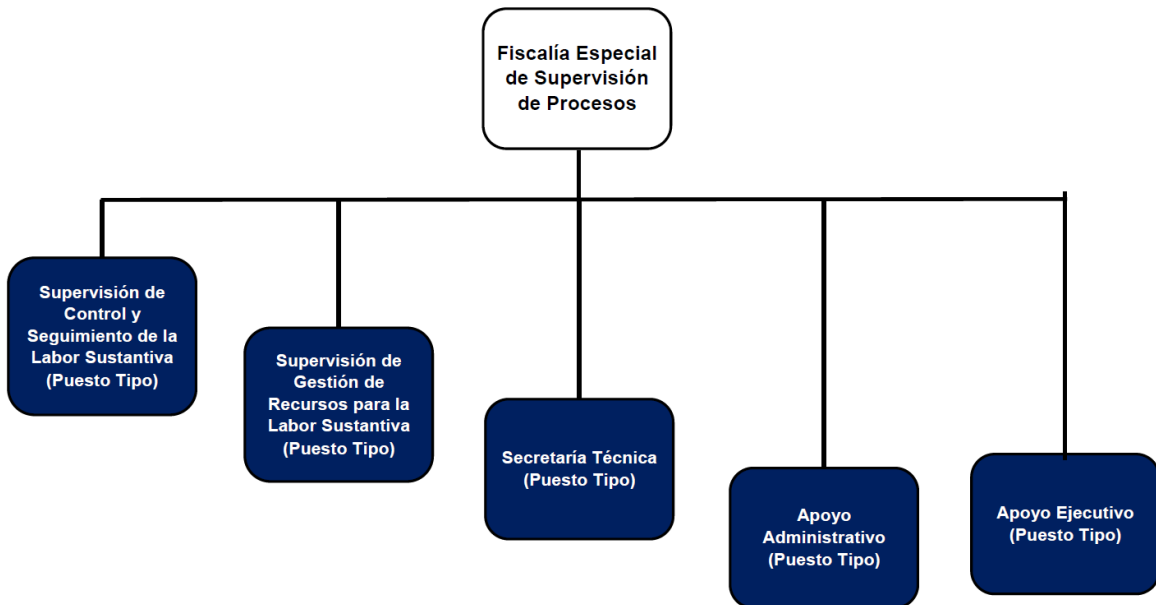 Fiscalía Especial
de Supervisión
de Procesos
Supervisión de
Control y
Seguimiento de la
Labor Sustantiva
(Puesto Tipo)
Supervisión de
Gestión de
Recursos para la
Labor Sustantiva
(Puesto Tipo)
Secretaría Técnica
(Puesto Tipo)
Apoyo
Administrativo
(Puesto Tipo)
Apoyo Ejecutivo
(Puesto Tipo)